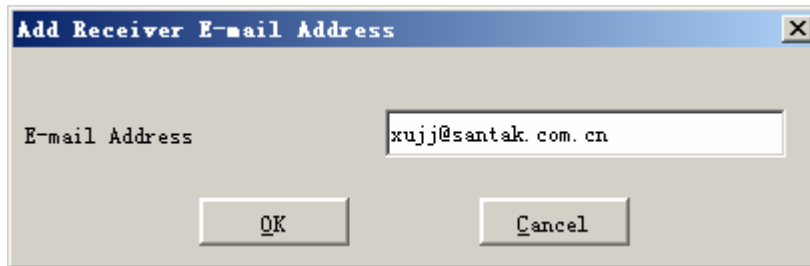 Add Receiver E-mail Address
E-mail Address
xujj@santak.com.cn
OK
Cancel